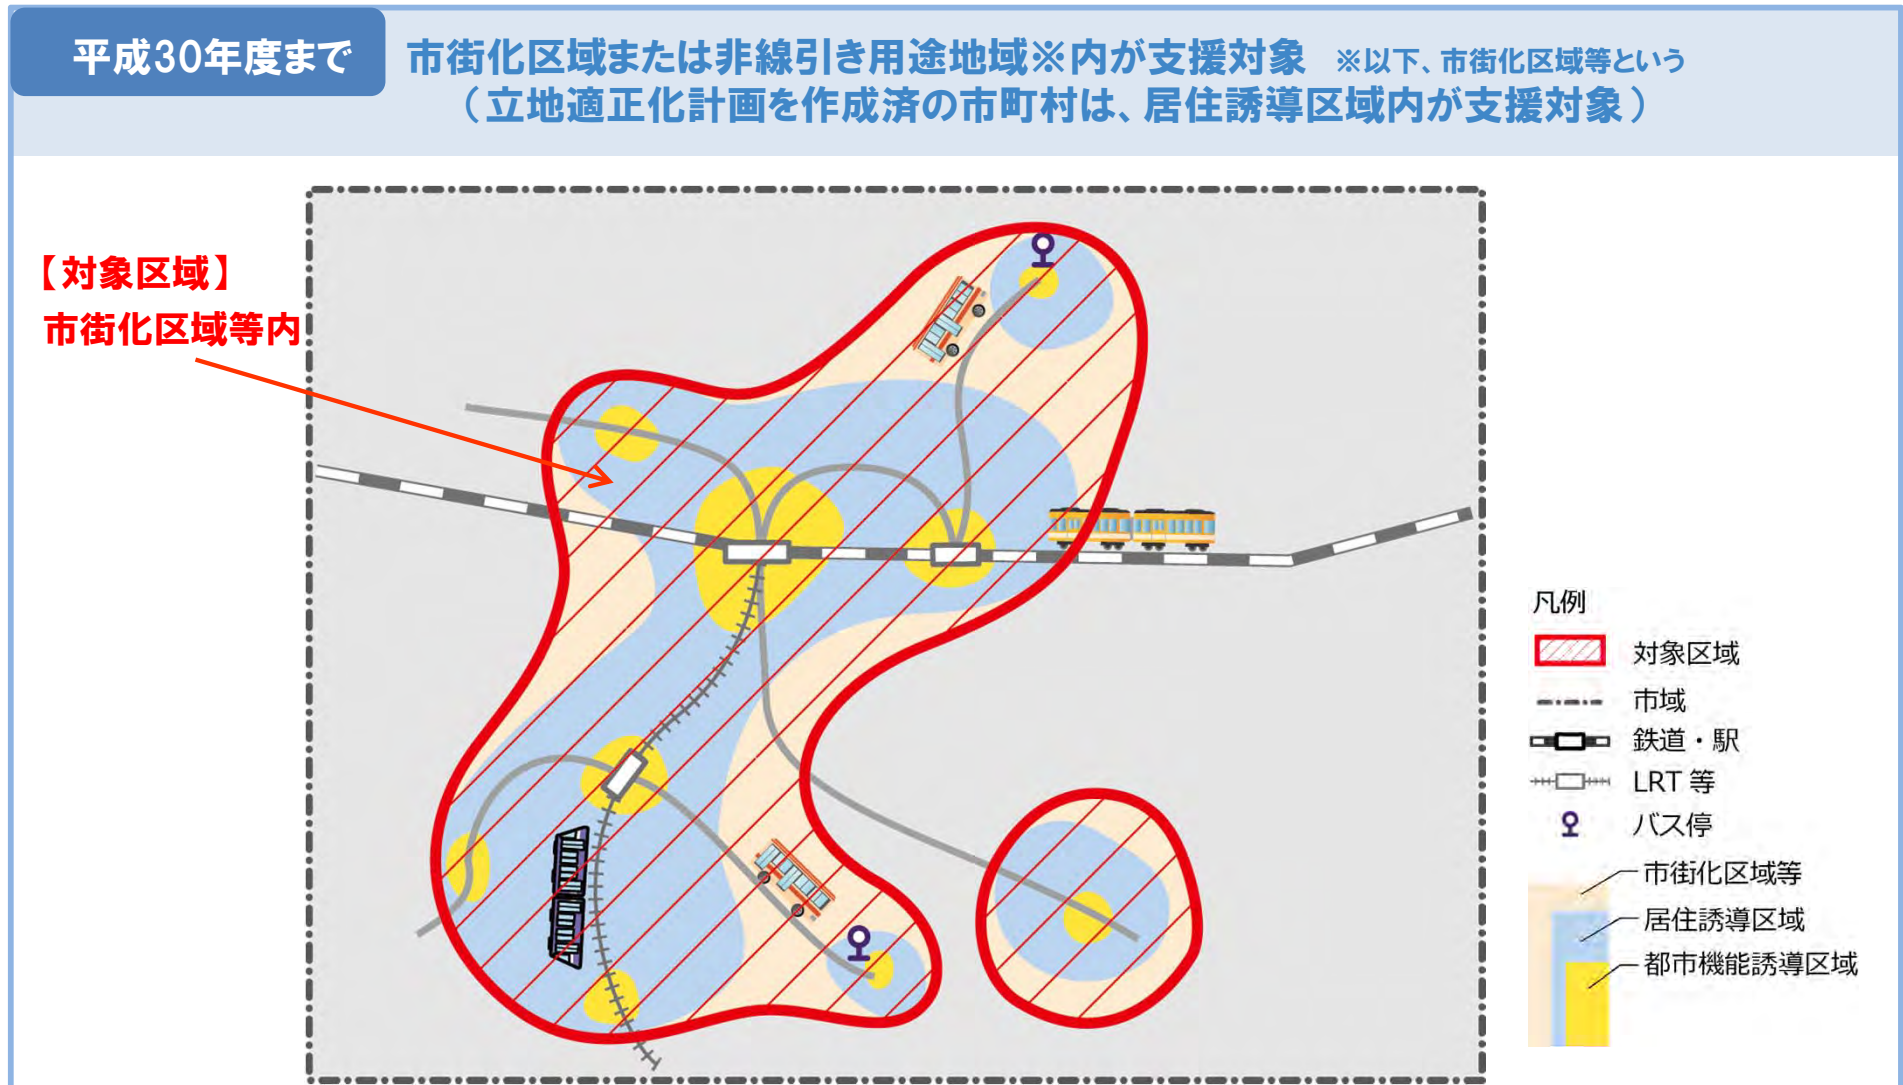 平成30年度まで
市街化区域または非線引き用途地域※内が支援対象 ※以下、市街化区域等という
(立地適正化計画を作成済の市町村は、居住誘導区域内が支援対象)
【対象区域】
市街化区域等内
凡例
対象区域
市域
鉄道・駅
LRT 等
バス停
市街化区域等
居住誘導区域
都市機能誘導区域